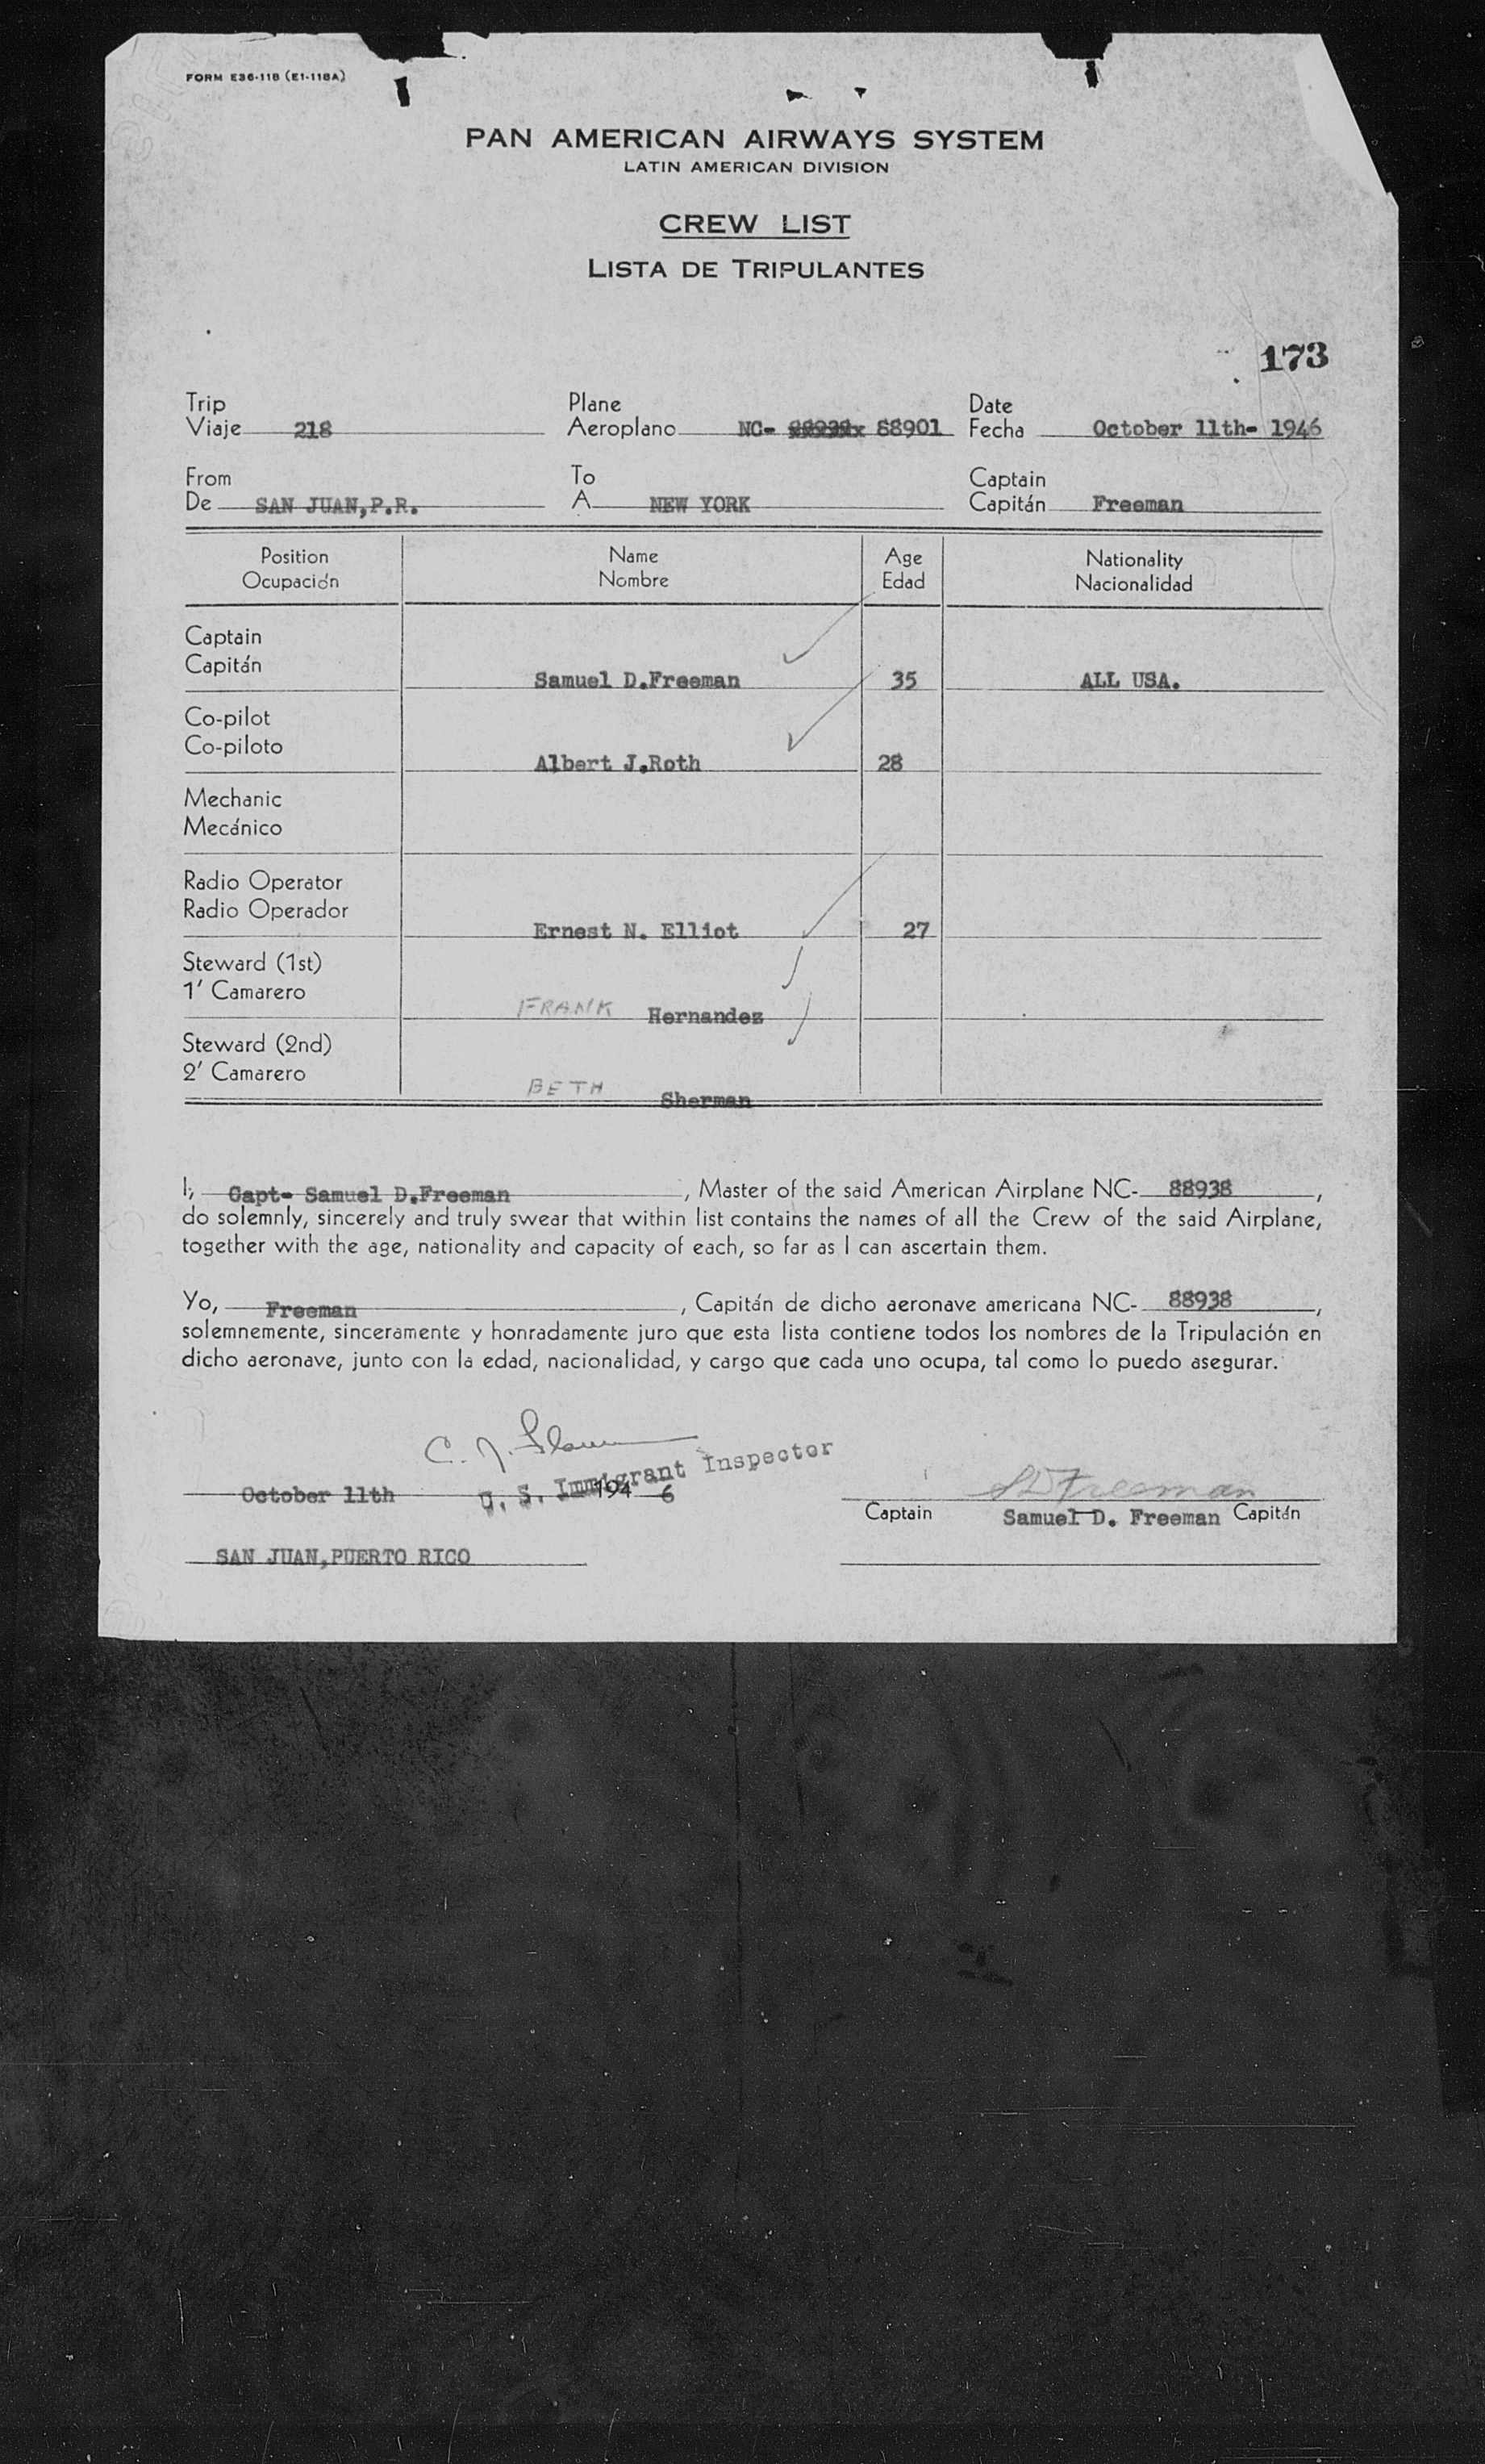 FORM E36-118 (E1-118A)
PAN AMERICAN AIRWAYS SYSTEM
LATIN AMERICAN DIVISION
CREW LIST
LISTA DE TRIPULANTES
173
Trip Plane Date
Viaje 218 Aeroplano NC- 88901 Fecha October 11th- 1946
From To Captain
De SAN JUAN,P.R. A NEW YORK Capitán Freeman
Position Name Age Nationality
Ocupación Nombre Edad Nacionalidad
Captain
Capitán Samuel D.Freeman 35 ALL USA.
Co-pilot
Co-piloto Albert J.Roth 28
Mechanic
Mecánico
Radio Operator
Radio Operador Ernest N. Elliot 27
Steward (1st)
1' Camarero FRANK Hernandez
Steward (2nd)
2' Camarero BETH Sherman
I, Capt- Samuel D.Freeman, Master of the said American Airplane NC- 88938,
do solemnly, sincerely and truly swear that within list contains the names of all the Crew of the said Airplane,
together with the age, nationality and capacity of each, so far as I can ascertain them.
Yo, Freeman, Capitán de dicho aeronave americana NC- 88938,
solemnemente, sinceramente y honradamente juro que esta lista contiene todos los nombres de la Tripulación en
dicho aeronave, junto con la edad, nacionalidad, y cargo que cada uno ocupa, tal como lo puedo asegurar.
C. J.
U. S. Immigrant Inspector
October 11th 194 6 SDFreeman
Captain Samuel D. Freeman Capitán
SAN JUAN,PUERTO RICO